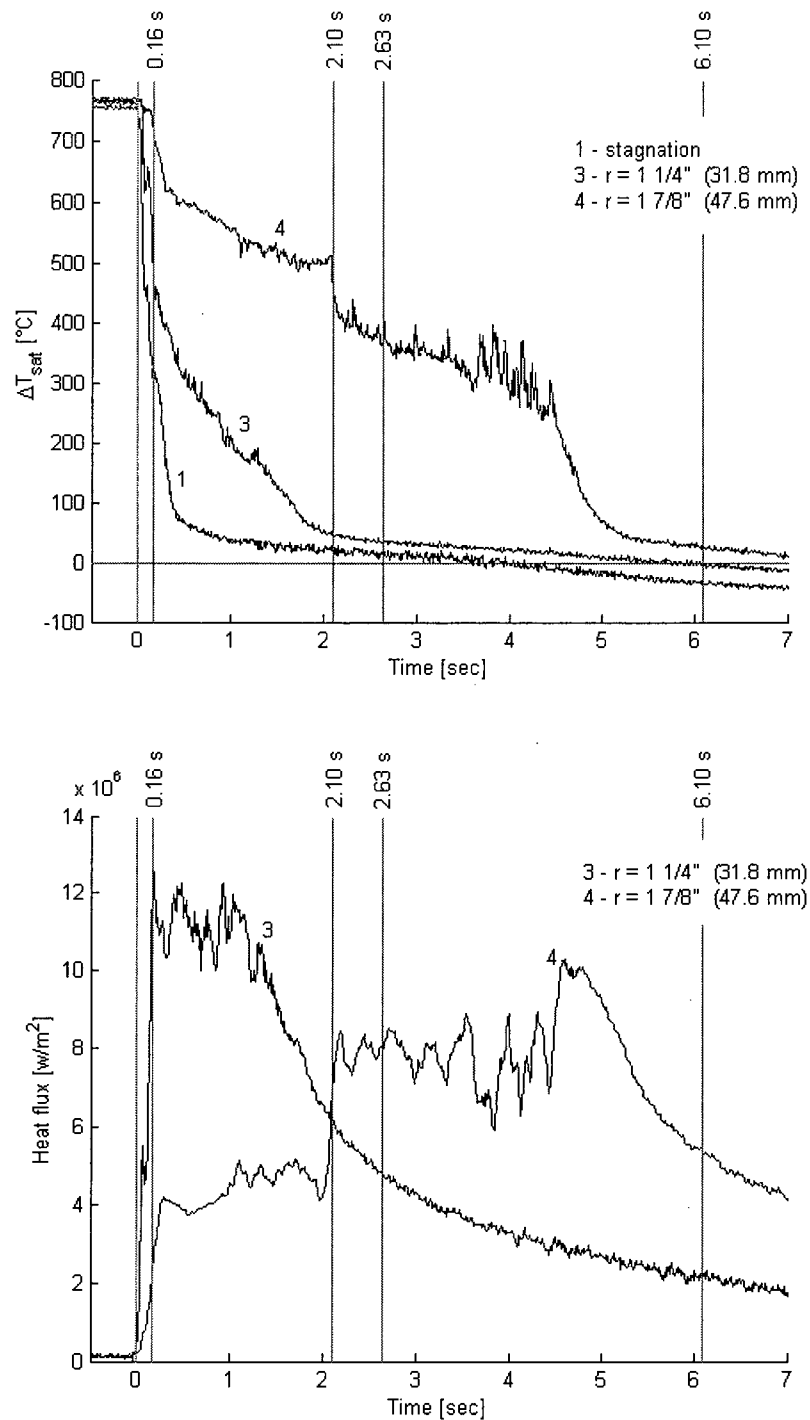 0.16 s
2.10 s
2.63 s
6.10 s
800
700
600
500
400
300
200
100
0
-100
ΔTsat [°C]
1 - stagnation
3 - r = 1 1/4" (31.8 mm)
4 - r = 1 7/8" (47.6 mm)
4
3
1
0 1 2 3 4 5 6 7
Time [sec]
x 10^6
0.16 s
2.10 s
2.63 s
6.10 s
14
12
10
8
6
4
2
0
Heat flux [w/m²]
3 - r = 1 1/4" (31.8 mm)
4 - r = 1 7/8" (47.6 mm)
3
4
0 1 2 3 4 5 6 7
Time [sec]